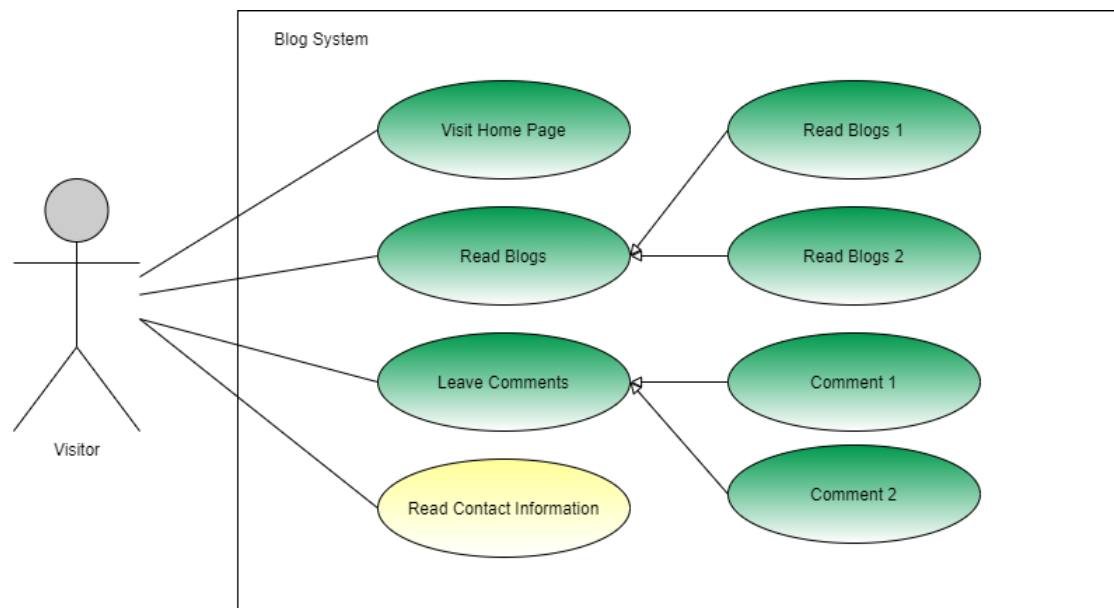 Blog System
Visit Home Page
Read Blogs 1
Read Blogs
Read Blogs 2
Leave Comments
Comment 1
Visitor
Read Contact Information
Comment 2